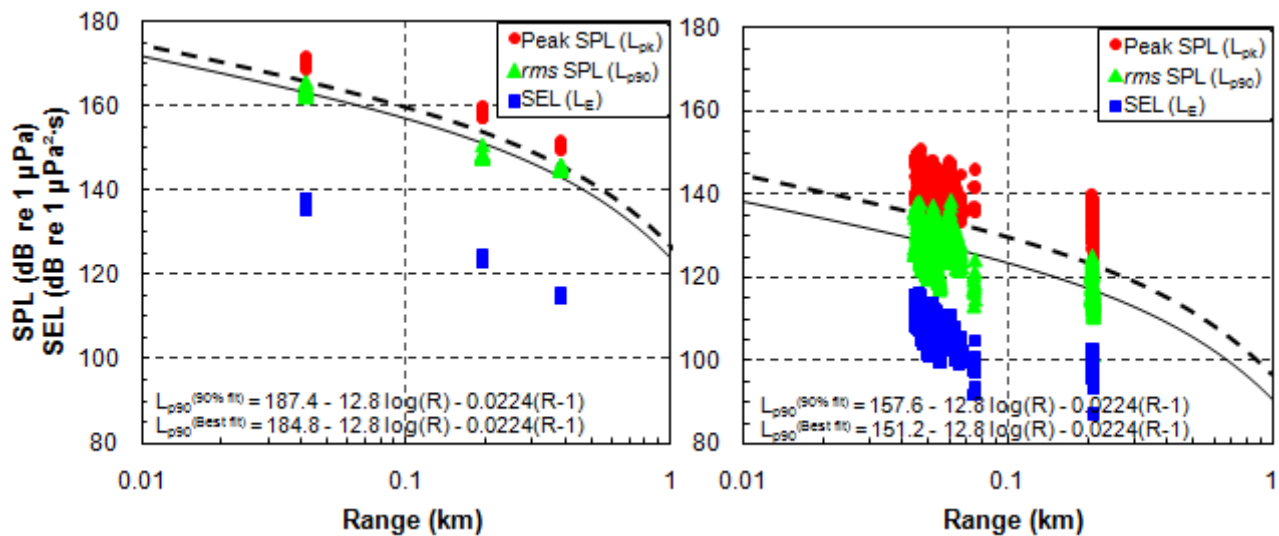 SPL (dB re 1 µPa)
SEL (dB re 1 µPa²·s)
180
160
140
120
100
80
0.01
0.1
1
Range (km)
Peak SPL (Lpk)
rms SPL (Lp90)
SEL (LE)
Lp90(90% fit) = 187.4 - 12.8 log(R) - 0.0224(R-1)
Lp90(Best fit) = 184.8 - 12.8 log(R) - 0.0224(R-1)
180
160
140
120
100
80
0.01
0.1
1
Range (km)
Peak SPL (Lpk)
rms SPL (Lp90)
SEL (LE)
Lp90(90% fit) = 157.6 - 12.8 log(R) - 0.0224(R-1)
Lp90(Best fit) = 151.2 - 12.8 log(R) - 0.0224(R-1)